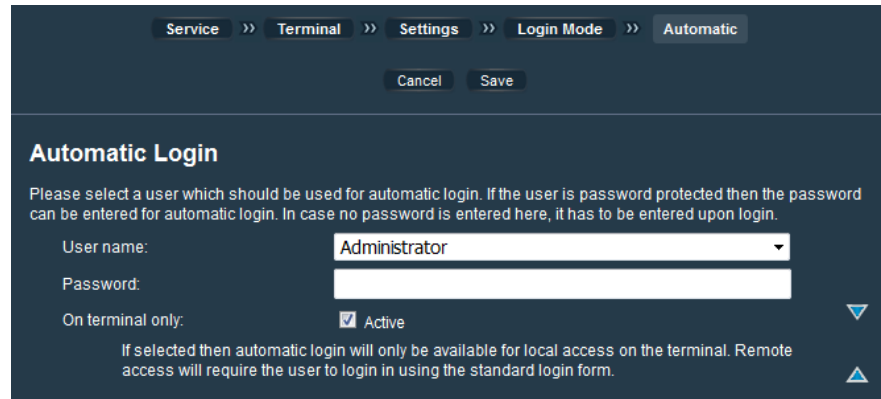 Service » Terminal » Settings » Login Mode » Automatic
Cancel Save
Automatic Login
Please select a user which should be used for automatic login. If the user is password protected then the password
can be entered for automatic login. In case no password is entered here, it has to be entered upon login.
User name: Administrator
Password:
On terminal only: Active
If selected then automatic login will only be available for local access on the terminal. Remote
access will require the user to login in using the standard login form.